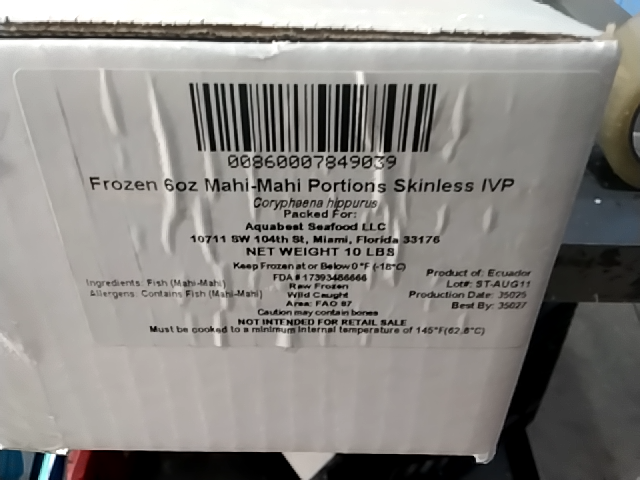 00860007849039
Frozen 6oz Mahi-Mahi Portions Skinless IVP
Coryphaena hippurus
Packed For:
Aquabest Seafood LLC
10711 SW 104th St, Miami, Florida 33176
NET WEIGHT 10 LBS
Keep Frozen at or Below 0°F (-18°C)
FDA # 17393486666
Raw Frozen
Wild Caught
Area: FAO 87
Caution may contain bones
Ingredients: Fish (Mahi-Mahi)
Allergens: Contains Fish (Mahi-Mahi)
Product of: Ecuador
Lot#: ST-AUG11
Production Date: 35025
Best By: 35027
NOT INTENDED FOR RETAIL SALE
Must be cooked to a minimum internal temperature of 145°F(62.8°C)